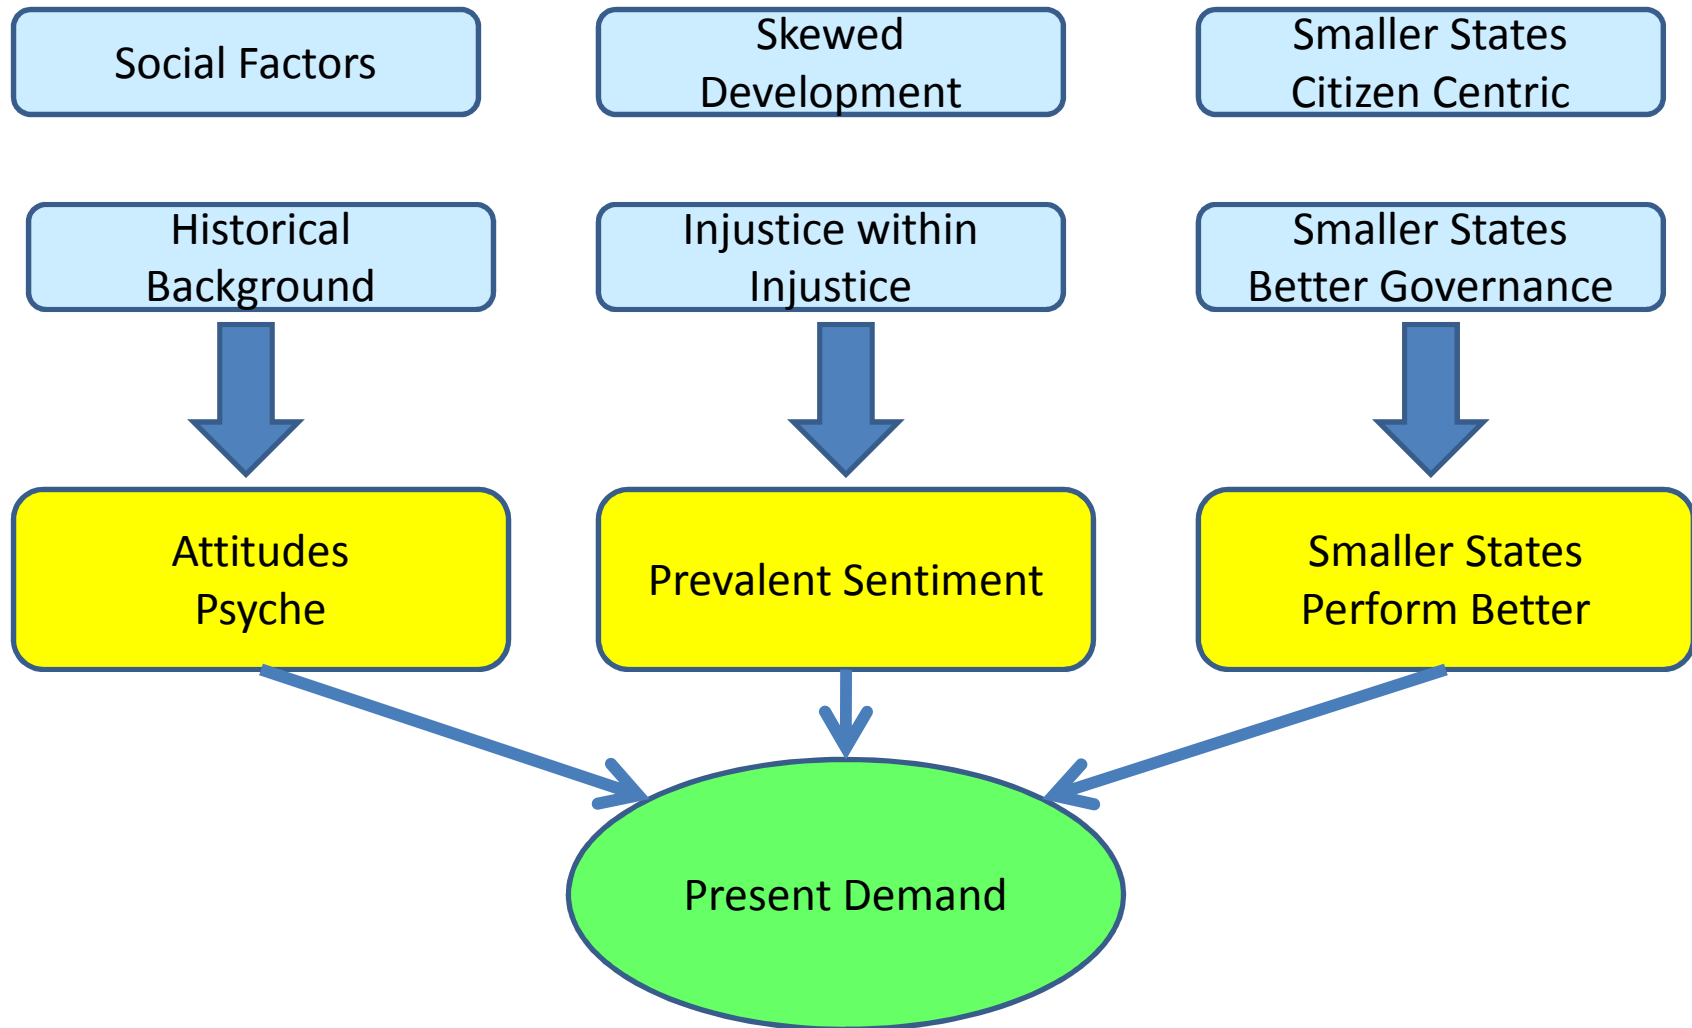 Social Factors
Skewed
Development
Smaller States
Citizen Centric
Historical
Background
Injustice within
Injustice
Smaller States
Better Governance
Attitudes
Psyche
Prevalent Sentiment
Smaller States
Perform Better
Present Demand